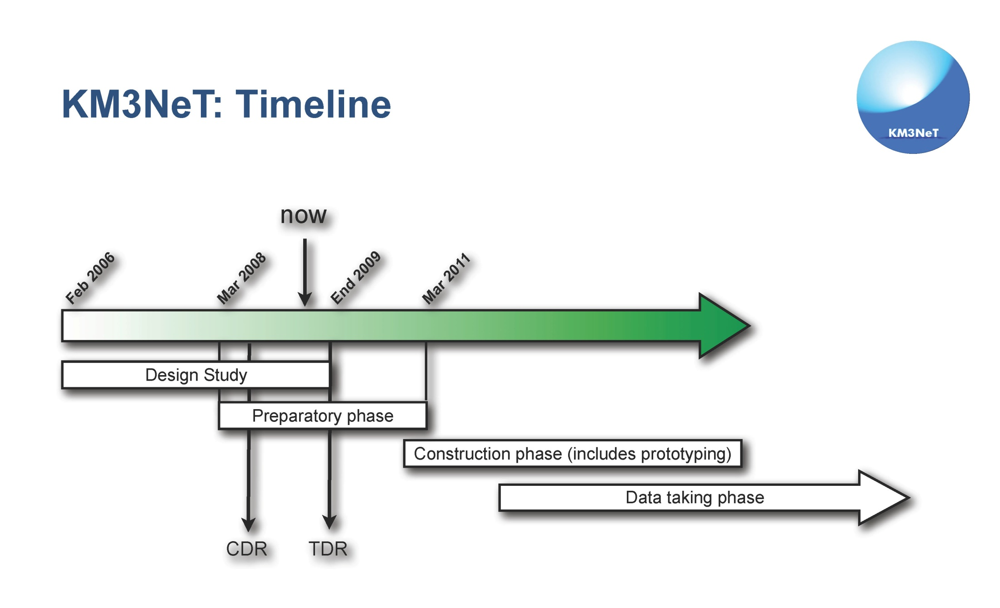 KM3NeT: Timeline
KM3NeT
now
Feb 2006
Mar 2008
End 2009
Mar 2011
Design Study
Preparatory phase
Construction phase (includes prototyping)
Data taking phase
CDR
TDR